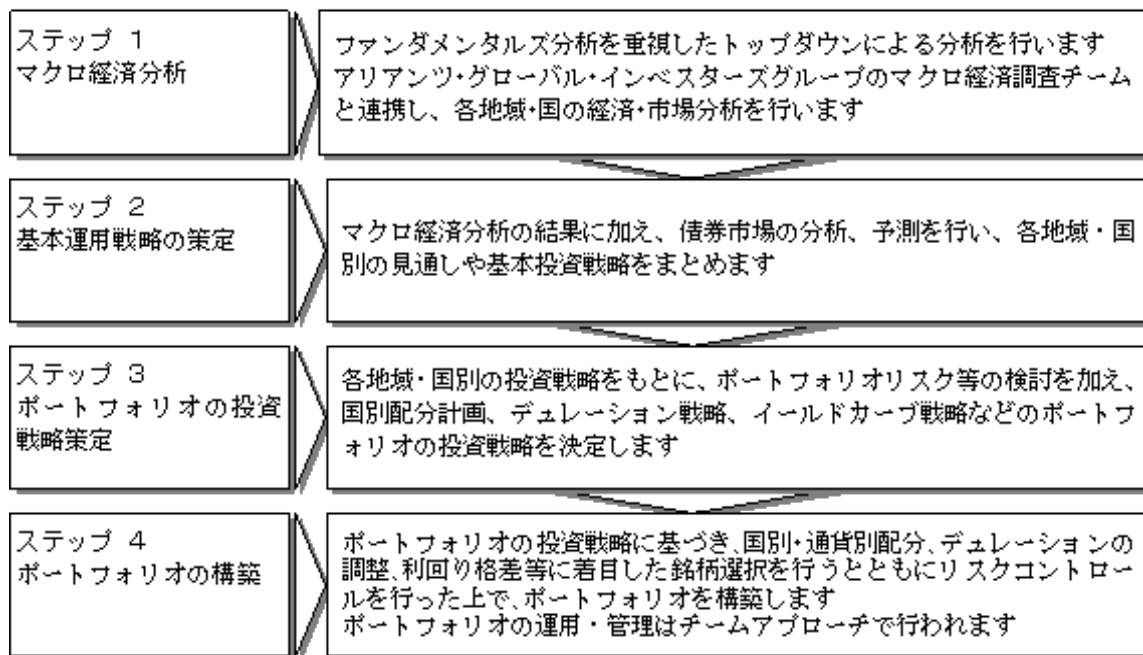 ステップ 1
マクロ経済分析
ファンダメンタルズ分析を重視したトップダウンによる分析を行います
アリアンツ・グローバル・インベスターズグループのマクロ経済調査チーム
と連携し、各地域・国の経済・市場分析を行います
ステップ 2
基本運用戦略の策定
マクロ経済分析の結果に加え、債券市場の分析、予測を行い、各地域・国
別の見通しや基本投資戦略をまとめます
ステップ 3
ポートフォリオの投資
戦略策定
各地域・国別の投資戦略をもとに、ポートフォリオリスク等の検討を加え、
国別配分計画、デュレーション戦略、イールドカーブ戦略などのポートフ
ォリオの投資戦略を決定します
ステップ 4
ポートフォリオの構築
ポートフォリオの投資戦略に基づき、国別・通貨別配分、デュレーションの
調整、利回り格差等に着目した銘柄選択を行うとともにリスクコントロー
ルを行った上で、ポートフォリオを構築します
ポートフォリオの運用・管理はチームアプローチで行われます